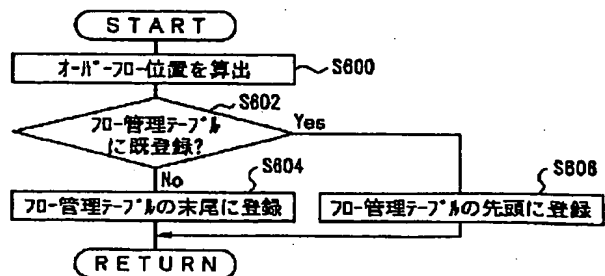 START
オーバーフロー位置を算出
S600
S602
フロー管理テーブル
に既登録?
Yes
No
S604
S606
フロー管理テーブルの末尾に登録
フロー管理テーブルの先頭に登録
RETURN